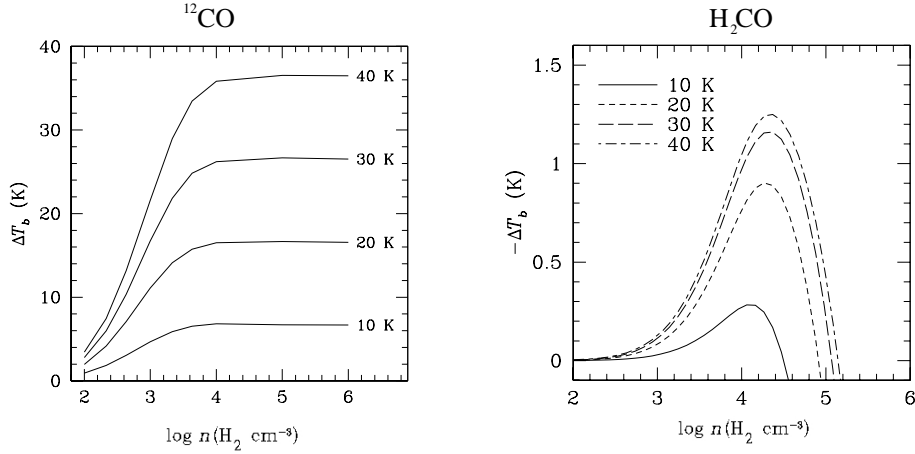 ¹²CO
ΔT_b (K)
40
30
20
10
0
40 K
30 K
20 K
10 K
2
3
4
5
6
log n(H₂ cm⁻³)
H₂CO
−ΔT_b (K)
1.5
1
0.5
0
10 K
20 K
30 K
40 K
2
3
4
5
6
log n(H₂ cm⁻³)